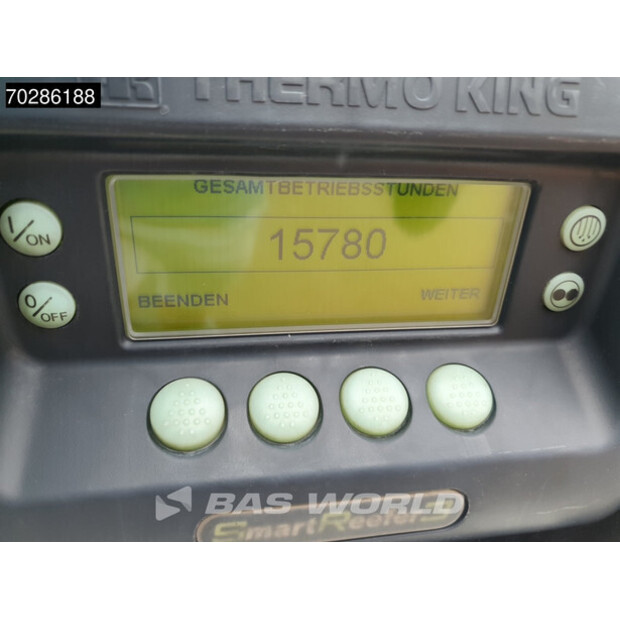 70286188
THERMO KING
GESAMTBETRIEBSSTUNDEN
15780
BEENDEN WEITER
I/ON
0/OFF
BAS WORLD
SmartReefer